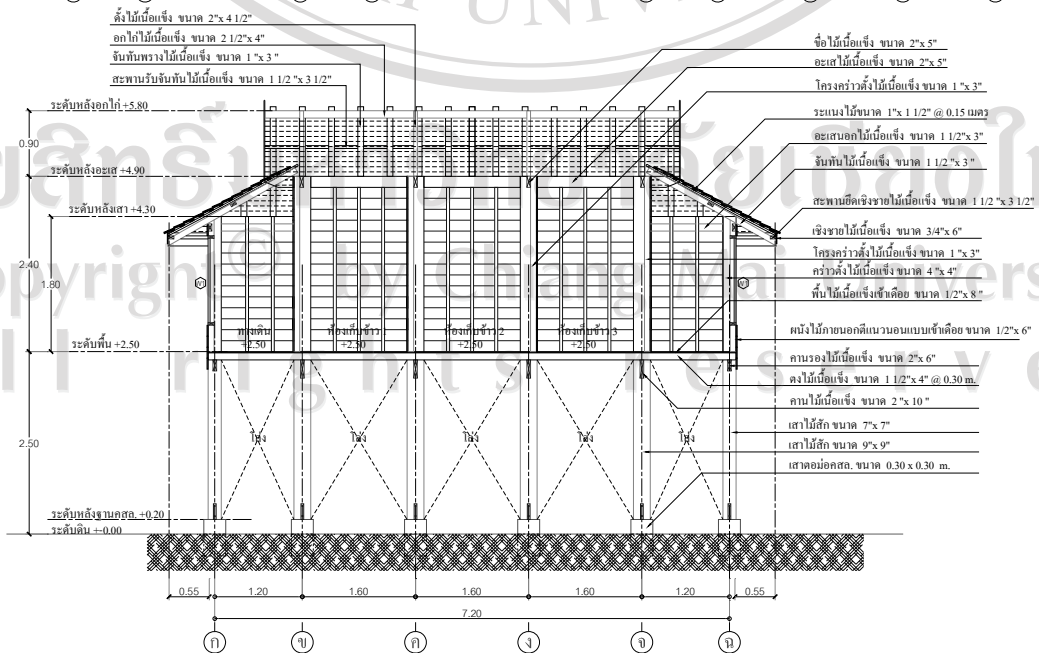 UNIV
ดั้งไม้เนื้อแข็ง ขนาด 2"x 4 1/2"
อกไก่ไม้เนื้อแข็ง ขนาด 2 1/2"x 4"
จันทันพรางไม้เนื้อแข็ง ขนาด 1 "x 3 "
สะพานรับจันทันไม้เนื้อแข็ง ขนาด 1 1/2 "x 3 1/2"
ขื่อไม้เนื้อแข็ง ขนาด 2"x 5"
อะเสไม้เนื้อแข็ง ขนาด 2"x 5"
โครงคร่าวตั้งไม้เนื้อแข็ง ขนาด 1 "x 3"
ระแนงไม้ขนาด 1"x 1 1/2" @ 0.15 เมตร
อะเสนอกไม้เนื้อแข็ง ขนาด 1 1/2"x 3"
จันทันไม้เนื้อแข็ง ขนาด 1 1/2"x 3 "
สะพานยึดเชิงชายไม้เนื้อแข็ง ขนาด 1 1/2 "x 3 1/2"
เชิงชายไม้เนื้อแข็ง ขนาด 3/4"x 6"
โครงคร่าวตั้งไม้เนื้อแข็ง ขนาด 1 "x 3"
คร่าวตั้งไม้เนื้อแข็ง ขนาด 4 "x 4"
พื้นไม้เนื้อแข็งเข้าเดือย ขนาด 1/2"x 8 "
ผนังไม้ภายนอกตีแนวนอนแบบเข้าเดือย ขนาด 1/2"x 6"
คานรองไม้เนื้อแข็ง ขนาด 2"x 6"
ตงไม้เนื้อแข็ง ขนาด 1 1/2"x 4" @ 0.30 m.
คานไม้เนื้อแข็ง ขนาด 2 "x 10 "
เสาไม้สัก ขนาด 7"x 7"
เสาไม้สัก ขนาด 9"x 9"
เสาตอม่อคสล. ขนาด 0.30 x 0.30 m.
ระดับหลังอกไก่ +5.80
0.90
ระดับหลังอะเส +4.90
ระดับหลังเสา +4.30
2.40
1.80
Copyright © by Chiang Mai Univers
ทางเดิน +2.50
ห้องเก็บข้าว +2.50
ห้องเก็บข้าว 2 +2.50
ห้องเก็บข้าว 3 +2.50
ระดับพื้น +2.50
ll rights reserve
2.50
โล่ง โล่ง โล่ง โล่ง โล่ง
ระดับหลังฐานคสล. +0.20
ระดับดิน +-0.00
0.55 1.20 1.60 1.60 1.60 1.20 0.55
7.20
ก ข ค ง จ ฉ